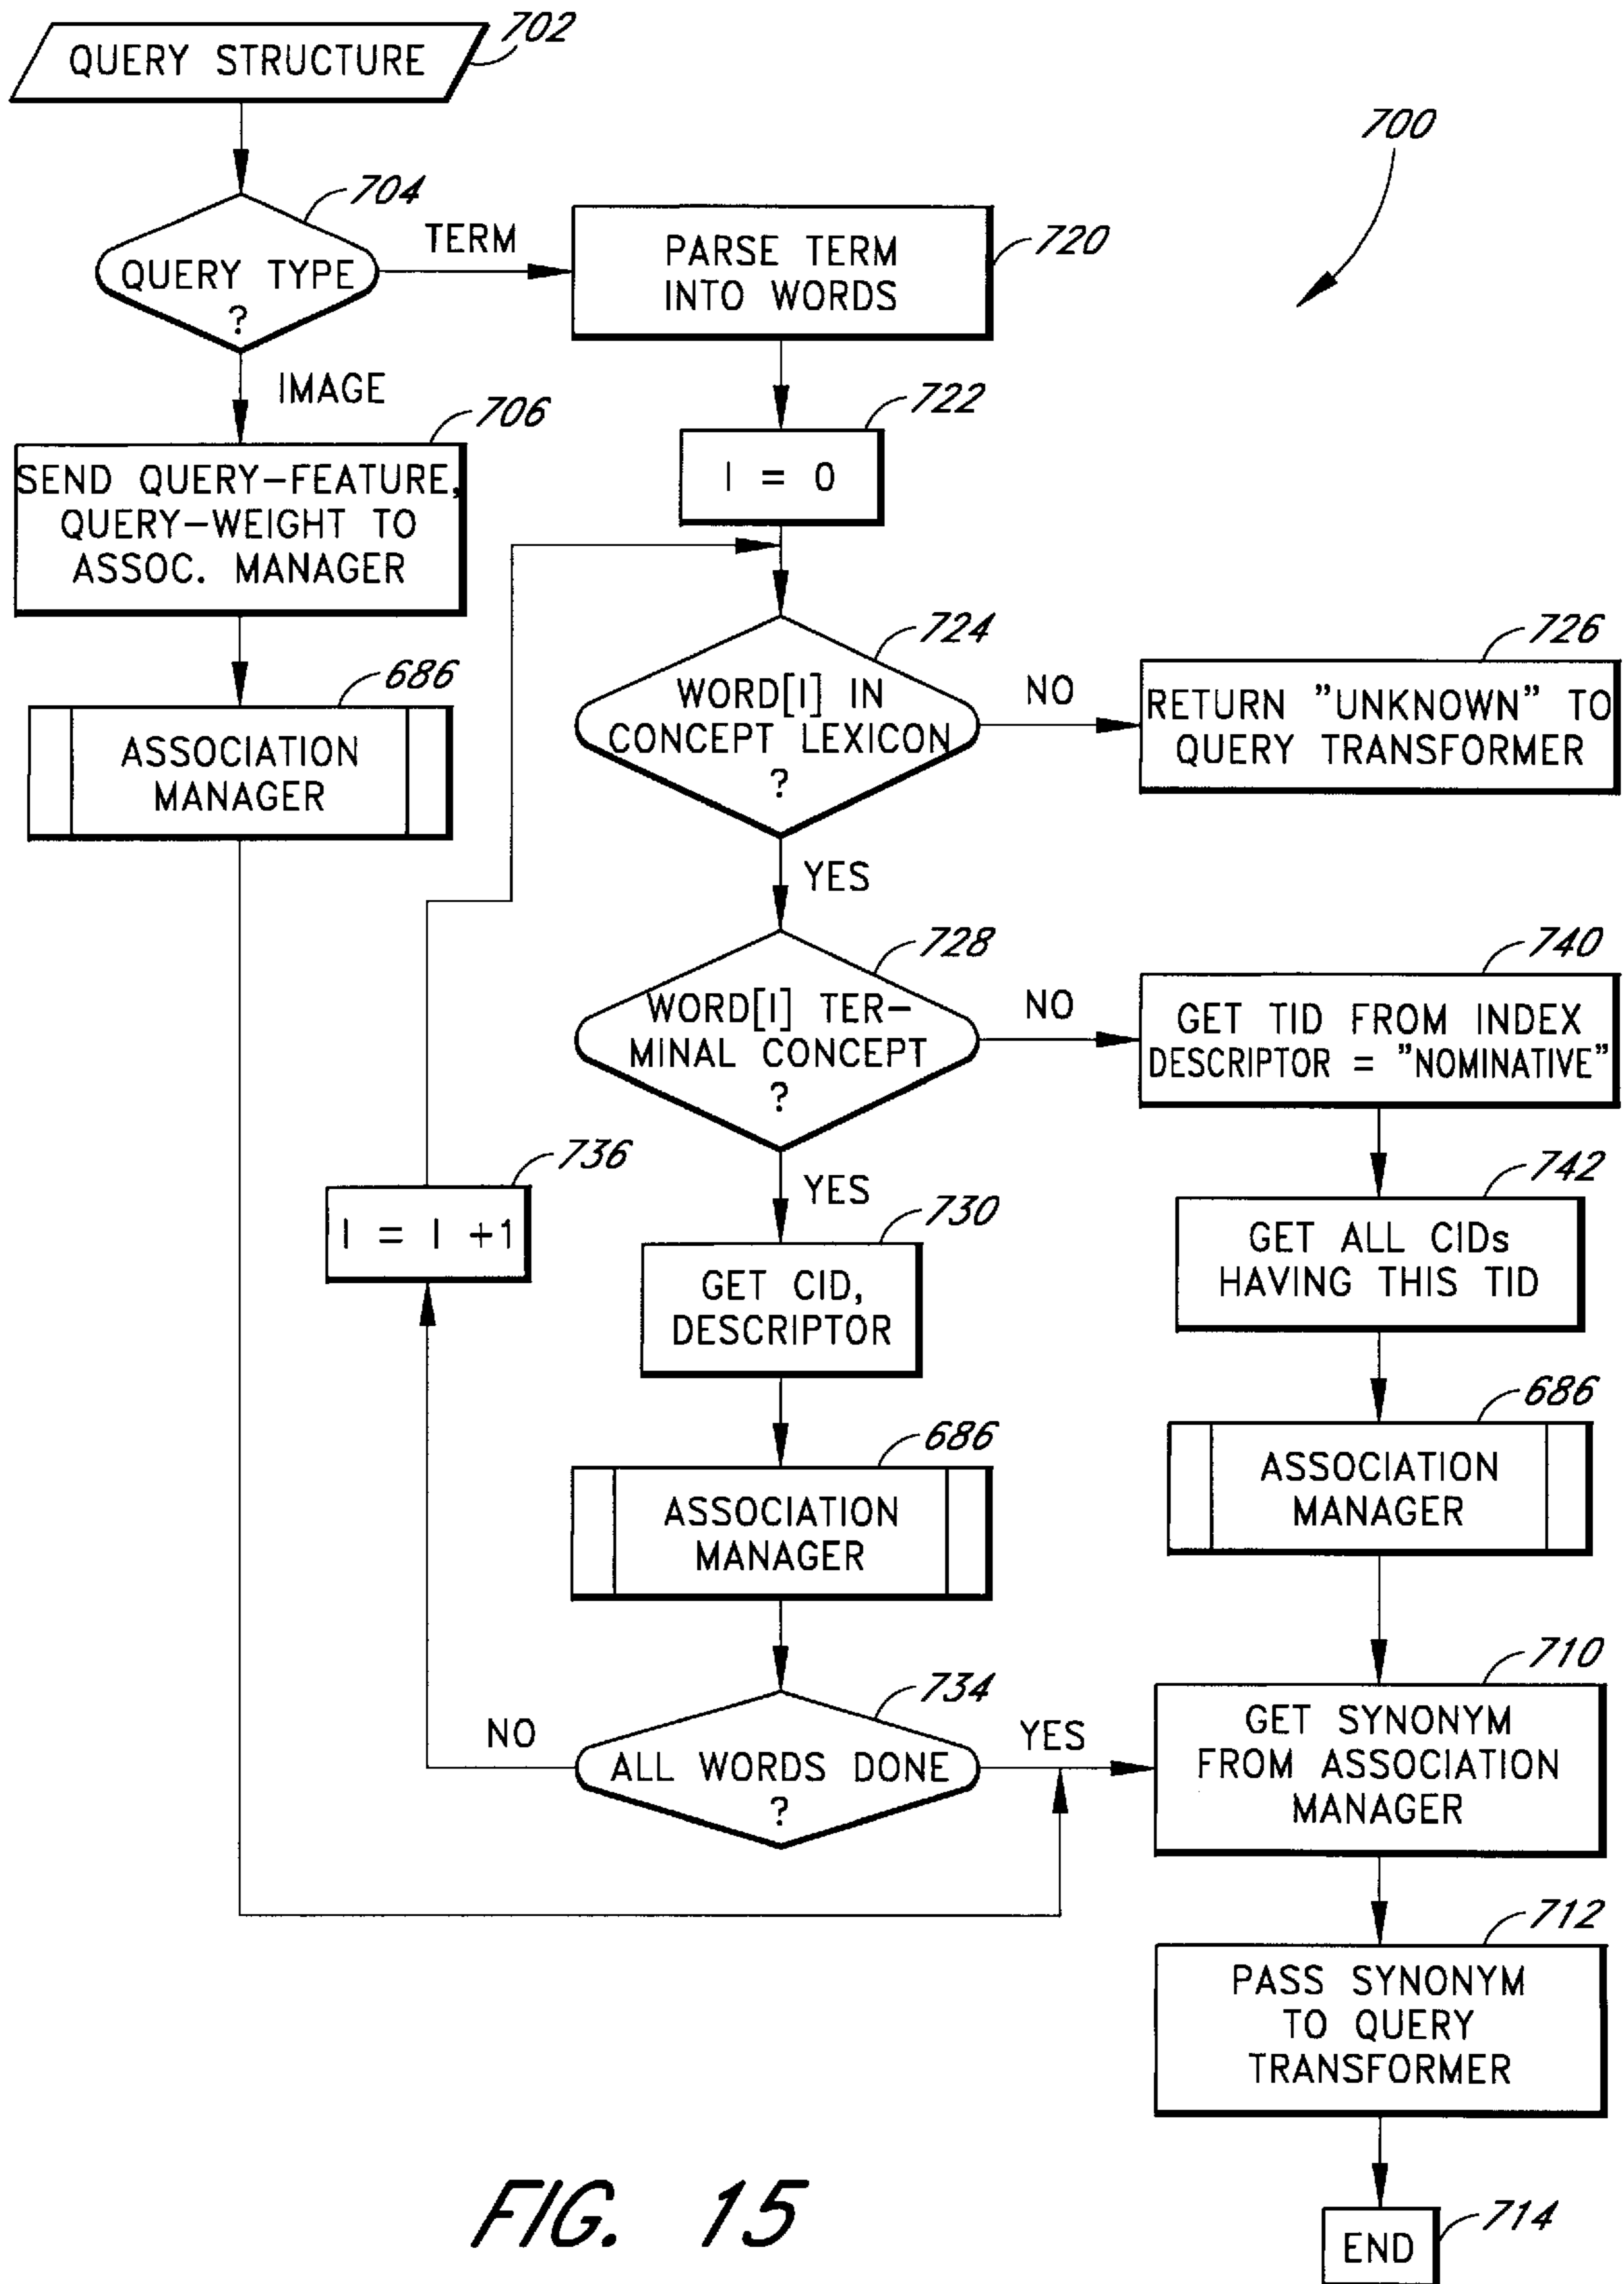 QUERY STRUCTURE
702
700
704
QUERY TYPE
?
TERM
PARSE TERM
INTO WORDS
720
IMAGE
706
SEND QUERY-FEATURE,
QUERY-WEIGHT TO
ASSOC. MANAGER
722
I = 0
686
ASSOCIATION
MANAGER
724
WORD[I] IN
CONCEPT LEXICON
?
NO
726
RETURN "UNKNOWN" TO
QUERY TRANSFORMER
YES
728
WORD[I] TER-
MINAL CONCEPT
?
NO
740
GET TID FROM INDEX
DESCRIPTOR = "NOMINATIVE"
736
I = I +1
YES
730
GET CID,
DESCRIPTOR
742
GET ALL CIDs
HAVING THIS TID
686
ASSOCIATION
MANAGER
686
ASSOCIATION
MANAGER
734
NO
ALL WORDS DONE
?
YES
710
GET SYNONYM
FROM ASSOCIATION
MANAGER
712
PASS SYNONYM
TO QUERY
TRANSFORMER
END
714
FIG. 15